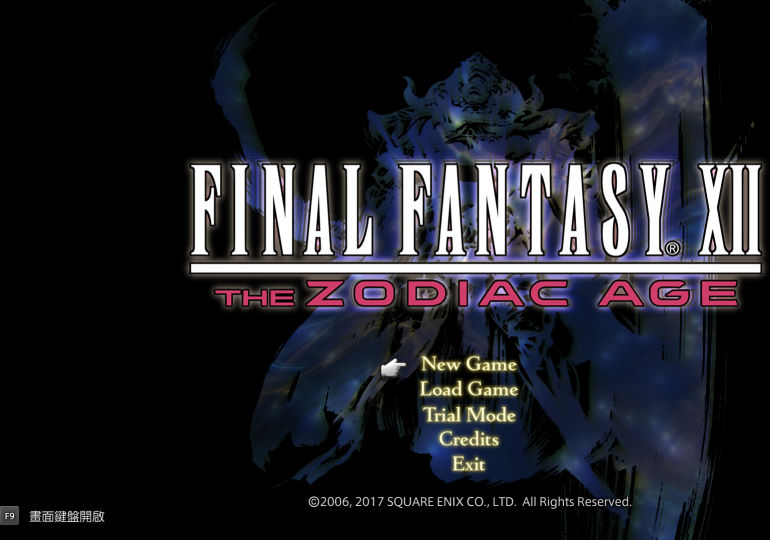 FINAL FANTASY® XII
THE ZODIAC AGE
New Game
Load Game
Trial Mode
Credits
Exit
©2006, 2017 SQUARE ENIX CO., LTD. All Rights Reserved.
F9 畫面鍵盤開啟